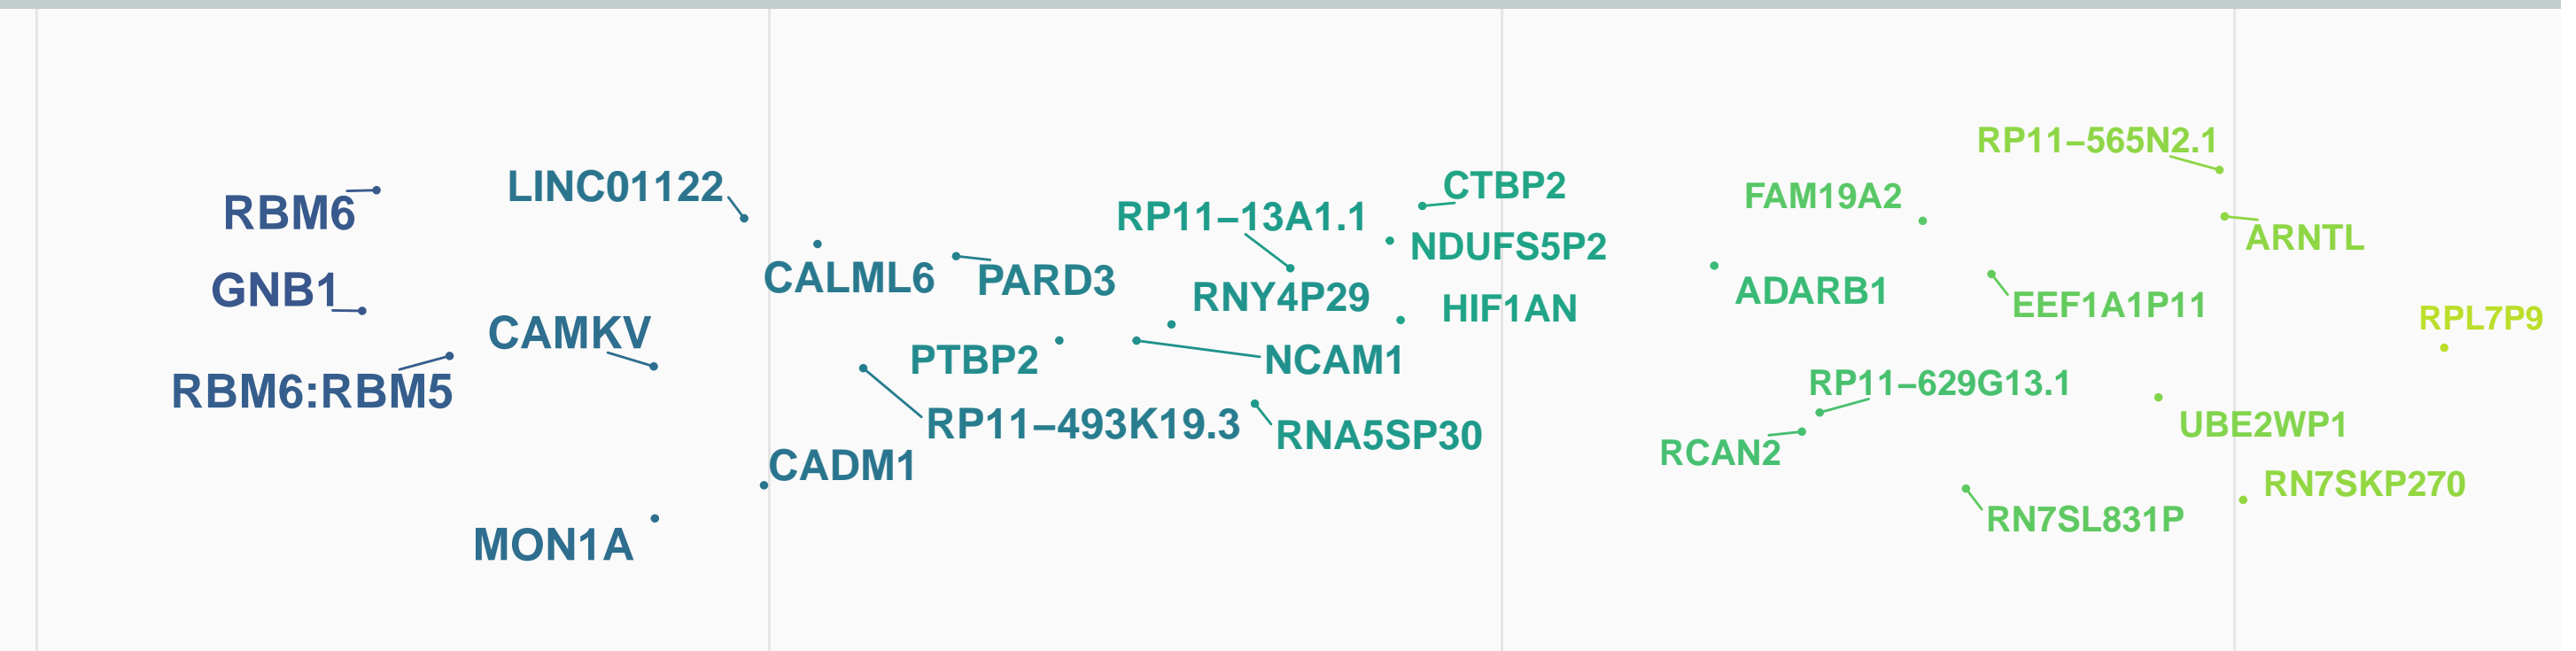 RP11–565N2.1
LINC01122
CTBP2
FAM19A2
RBM6
RP11–13A1.1
NDUFS5P2
ARNTL
CALML6
PARD3
GNB1
RNY4P29
HIF1AN
ADARB1
EEF1A1P11
RPL7P9
CAMKV
PTBP2
NCAM1
RBM6:RBM5
RP11–629G13.1
RP11–493K19.3
RNA5SP30
UBE2WP1
RCAN2
CADM1
RN7SKP270
RN7SL831P
MON1A